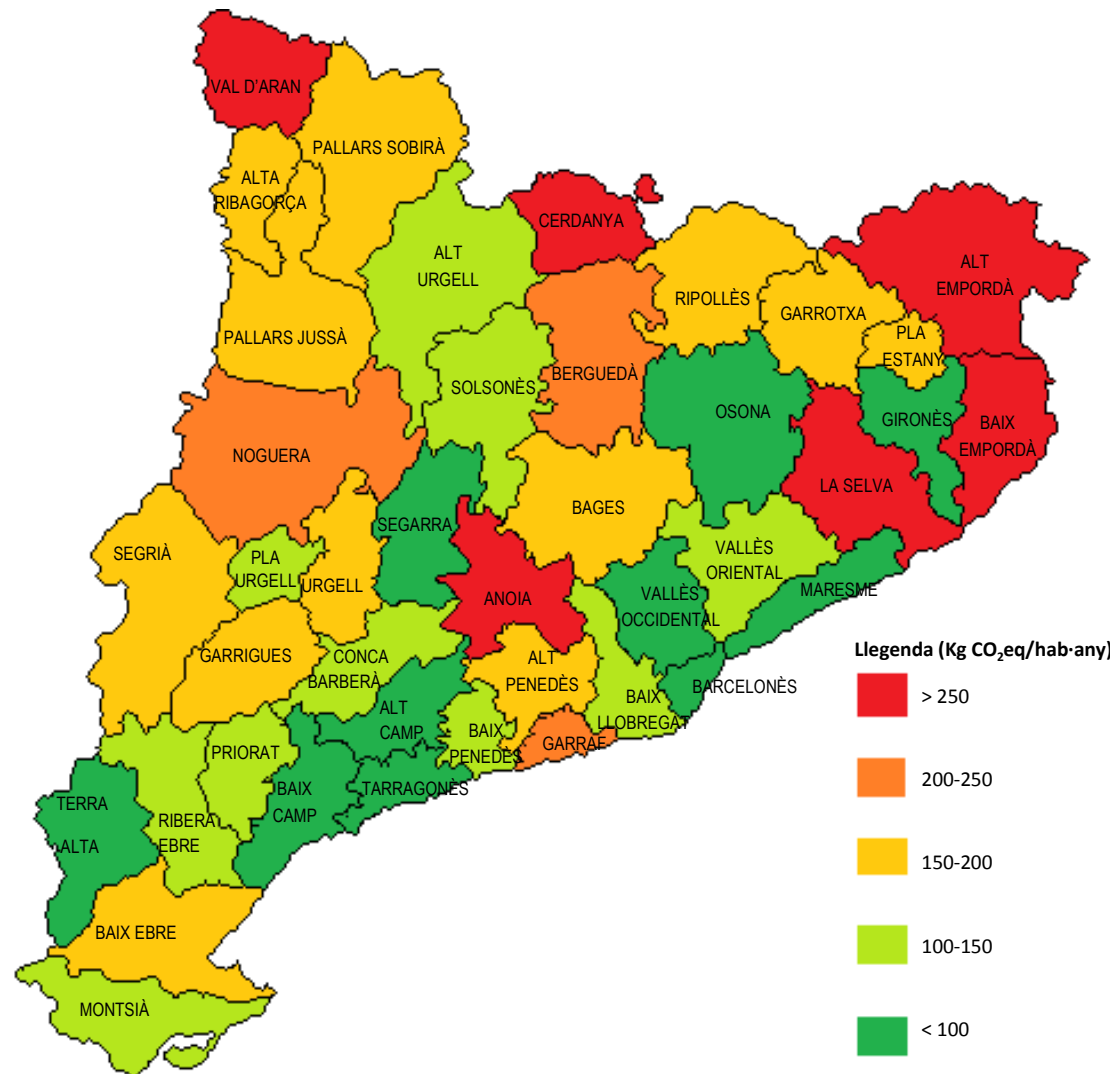 VAL D'ARAN
PALLARS SOBIRÀ
ALTA
RIBAGORÇA
CERDANYA
ALT
URGELL
ALT
EMPORDÀ
RIPOLLÈS
GARROTXA
PLA
ESTANY
PALLARS JUSSÀ
BERGUEDÀ
SOLSONÈS
OSONA
GIRONÈS
BAIX
EMPORDÀ
NOGUERA
LA SELVA
BAGES
SEGARRA
SEGRIÀ
PLA
URGELL
URGELL
VALLÈS
ORIENTAL
ANOIA
VALLÈS
OCCIDENTAL
MARESME
GARRIGUES
CONCA
BARBERÀ
ALT
PENEDÈS
BARCELONÈS
BAIX
LLOBREGAT
ALT
CAMP
BAIX
PENEDÈS
GARRAF
PRIORAT
BAIX
CAMP
TARRAGONÈS
TERRA
ALTA
RIBERA
EBRE
BAIX EBRE
MONTSIÀ
Llegenda (Kg CO₂eq/hab·any)
> 250
200-250
150-200
100-150
< 100